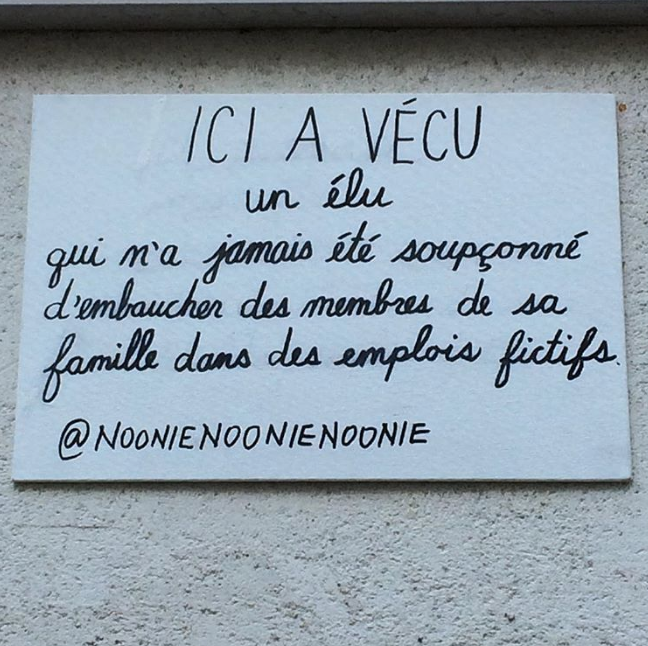 ICI A VÉCU
un élu
qui n'a jamais été soupçonné
d'embaucher des membres de sa
famille dans des emplois fictifs.
@NOONIENOONIENOONIE